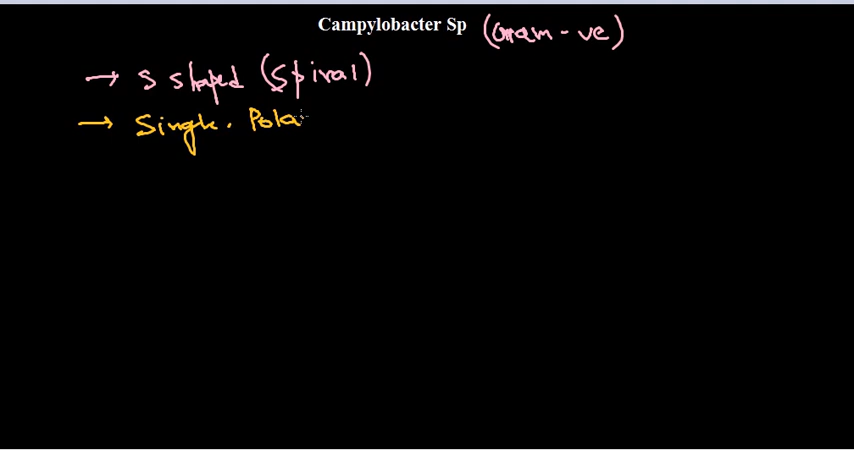 Campylobacter Sp (Gram -ve)
→ S shaped (Spiral)
→ Single. Pola